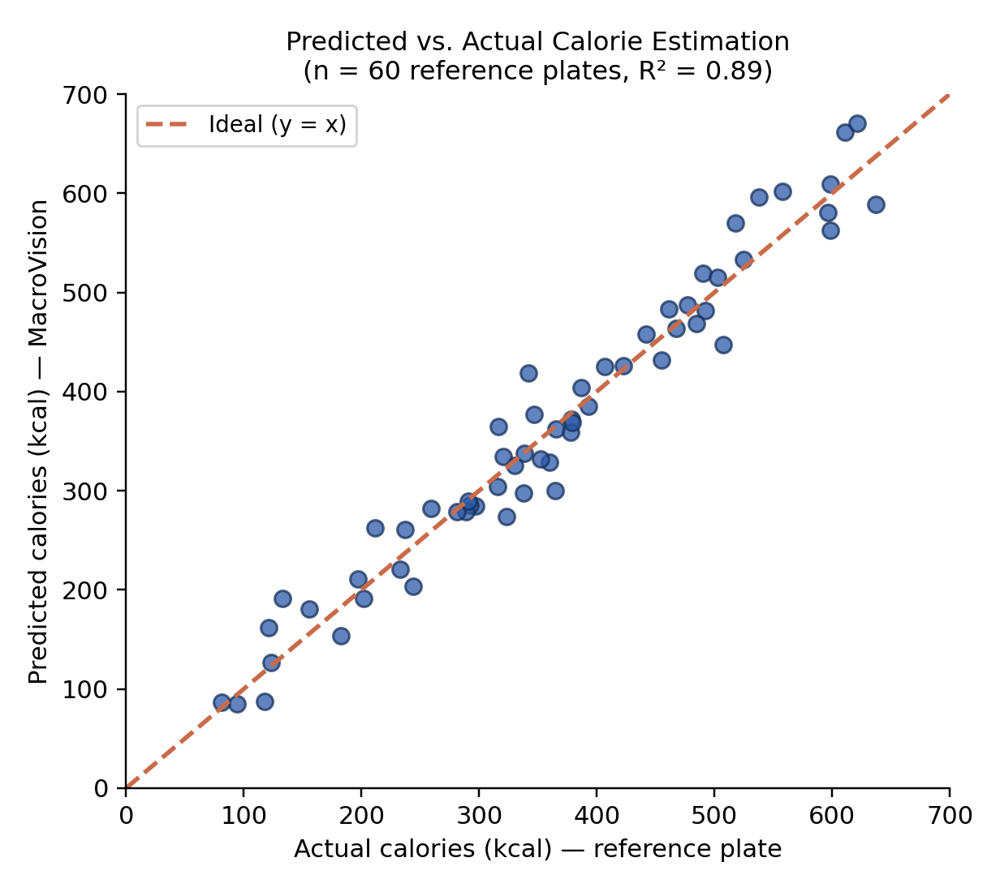 Predicted vs. Actual Calorie Estimation
(n = 60 reference plates, R² = 0.89)
Ideal (y = x)
Predicted calories (kcal) — MacroVision
700
600
500
400
300
200
100
0
0 100 200 300 400 500 600 700
Actual calories (kcal) — reference plate